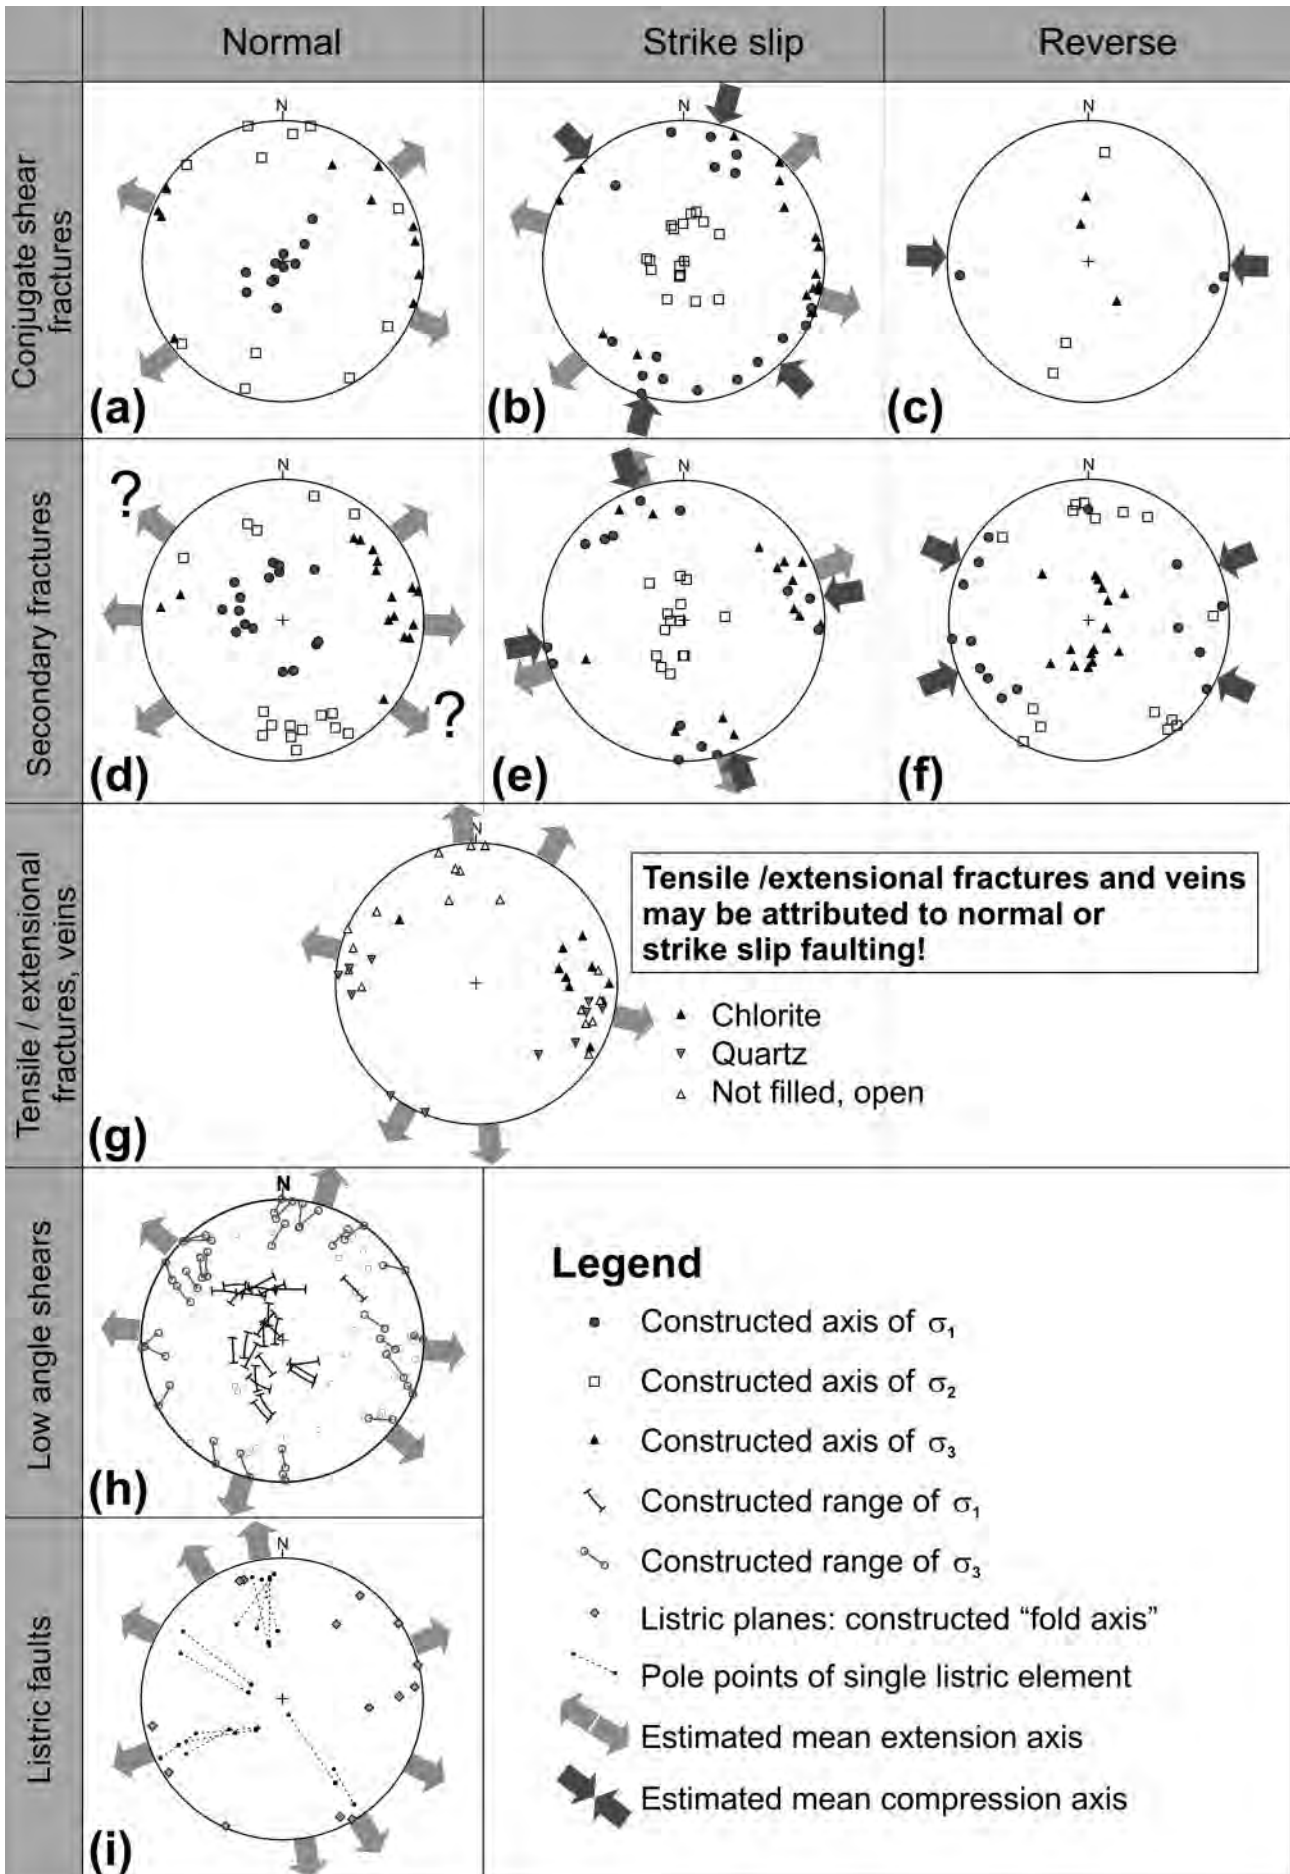 Normal
Strike slip
Reverse
Conjugate shear
fractures
N
(a)
N
(b)
N
(c)
Secondary fractures
?
N
?
(d)
N
(e)
N
(f)
Tensile / extensional
fractures, veins
N
(g)
Tensile /extensional fractures and veins
may be attributed to normal or
strike slip faulting!
Chlorite
Quartz
Not filled, open
Low angle shears
N
(h)
Listric faults
N
(i)
Legend
Constructed axis of σ₁
Constructed axis of σ₂
Constructed axis of σ₃
Constructed range of σ₁
Constructed range of σ₃
Listric planes: constructed “fold axis”
Pole points of single listric element
Estimated mean extension axis
Estimated mean compression axis